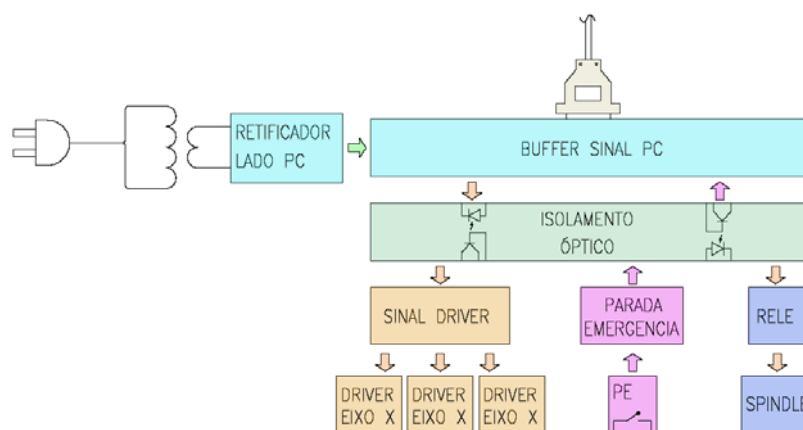 RETIFICADOR
LADO PC
BUFFER SINAL PC
ISOLAMENTO
ÓPTICO
SINAL DRIVER
PARADA
EMERGENCIA
RELE
DRIVER
EIXO X
DRIVER
EIXO X
DRIVER
EIXO X
PE
SPINDLE